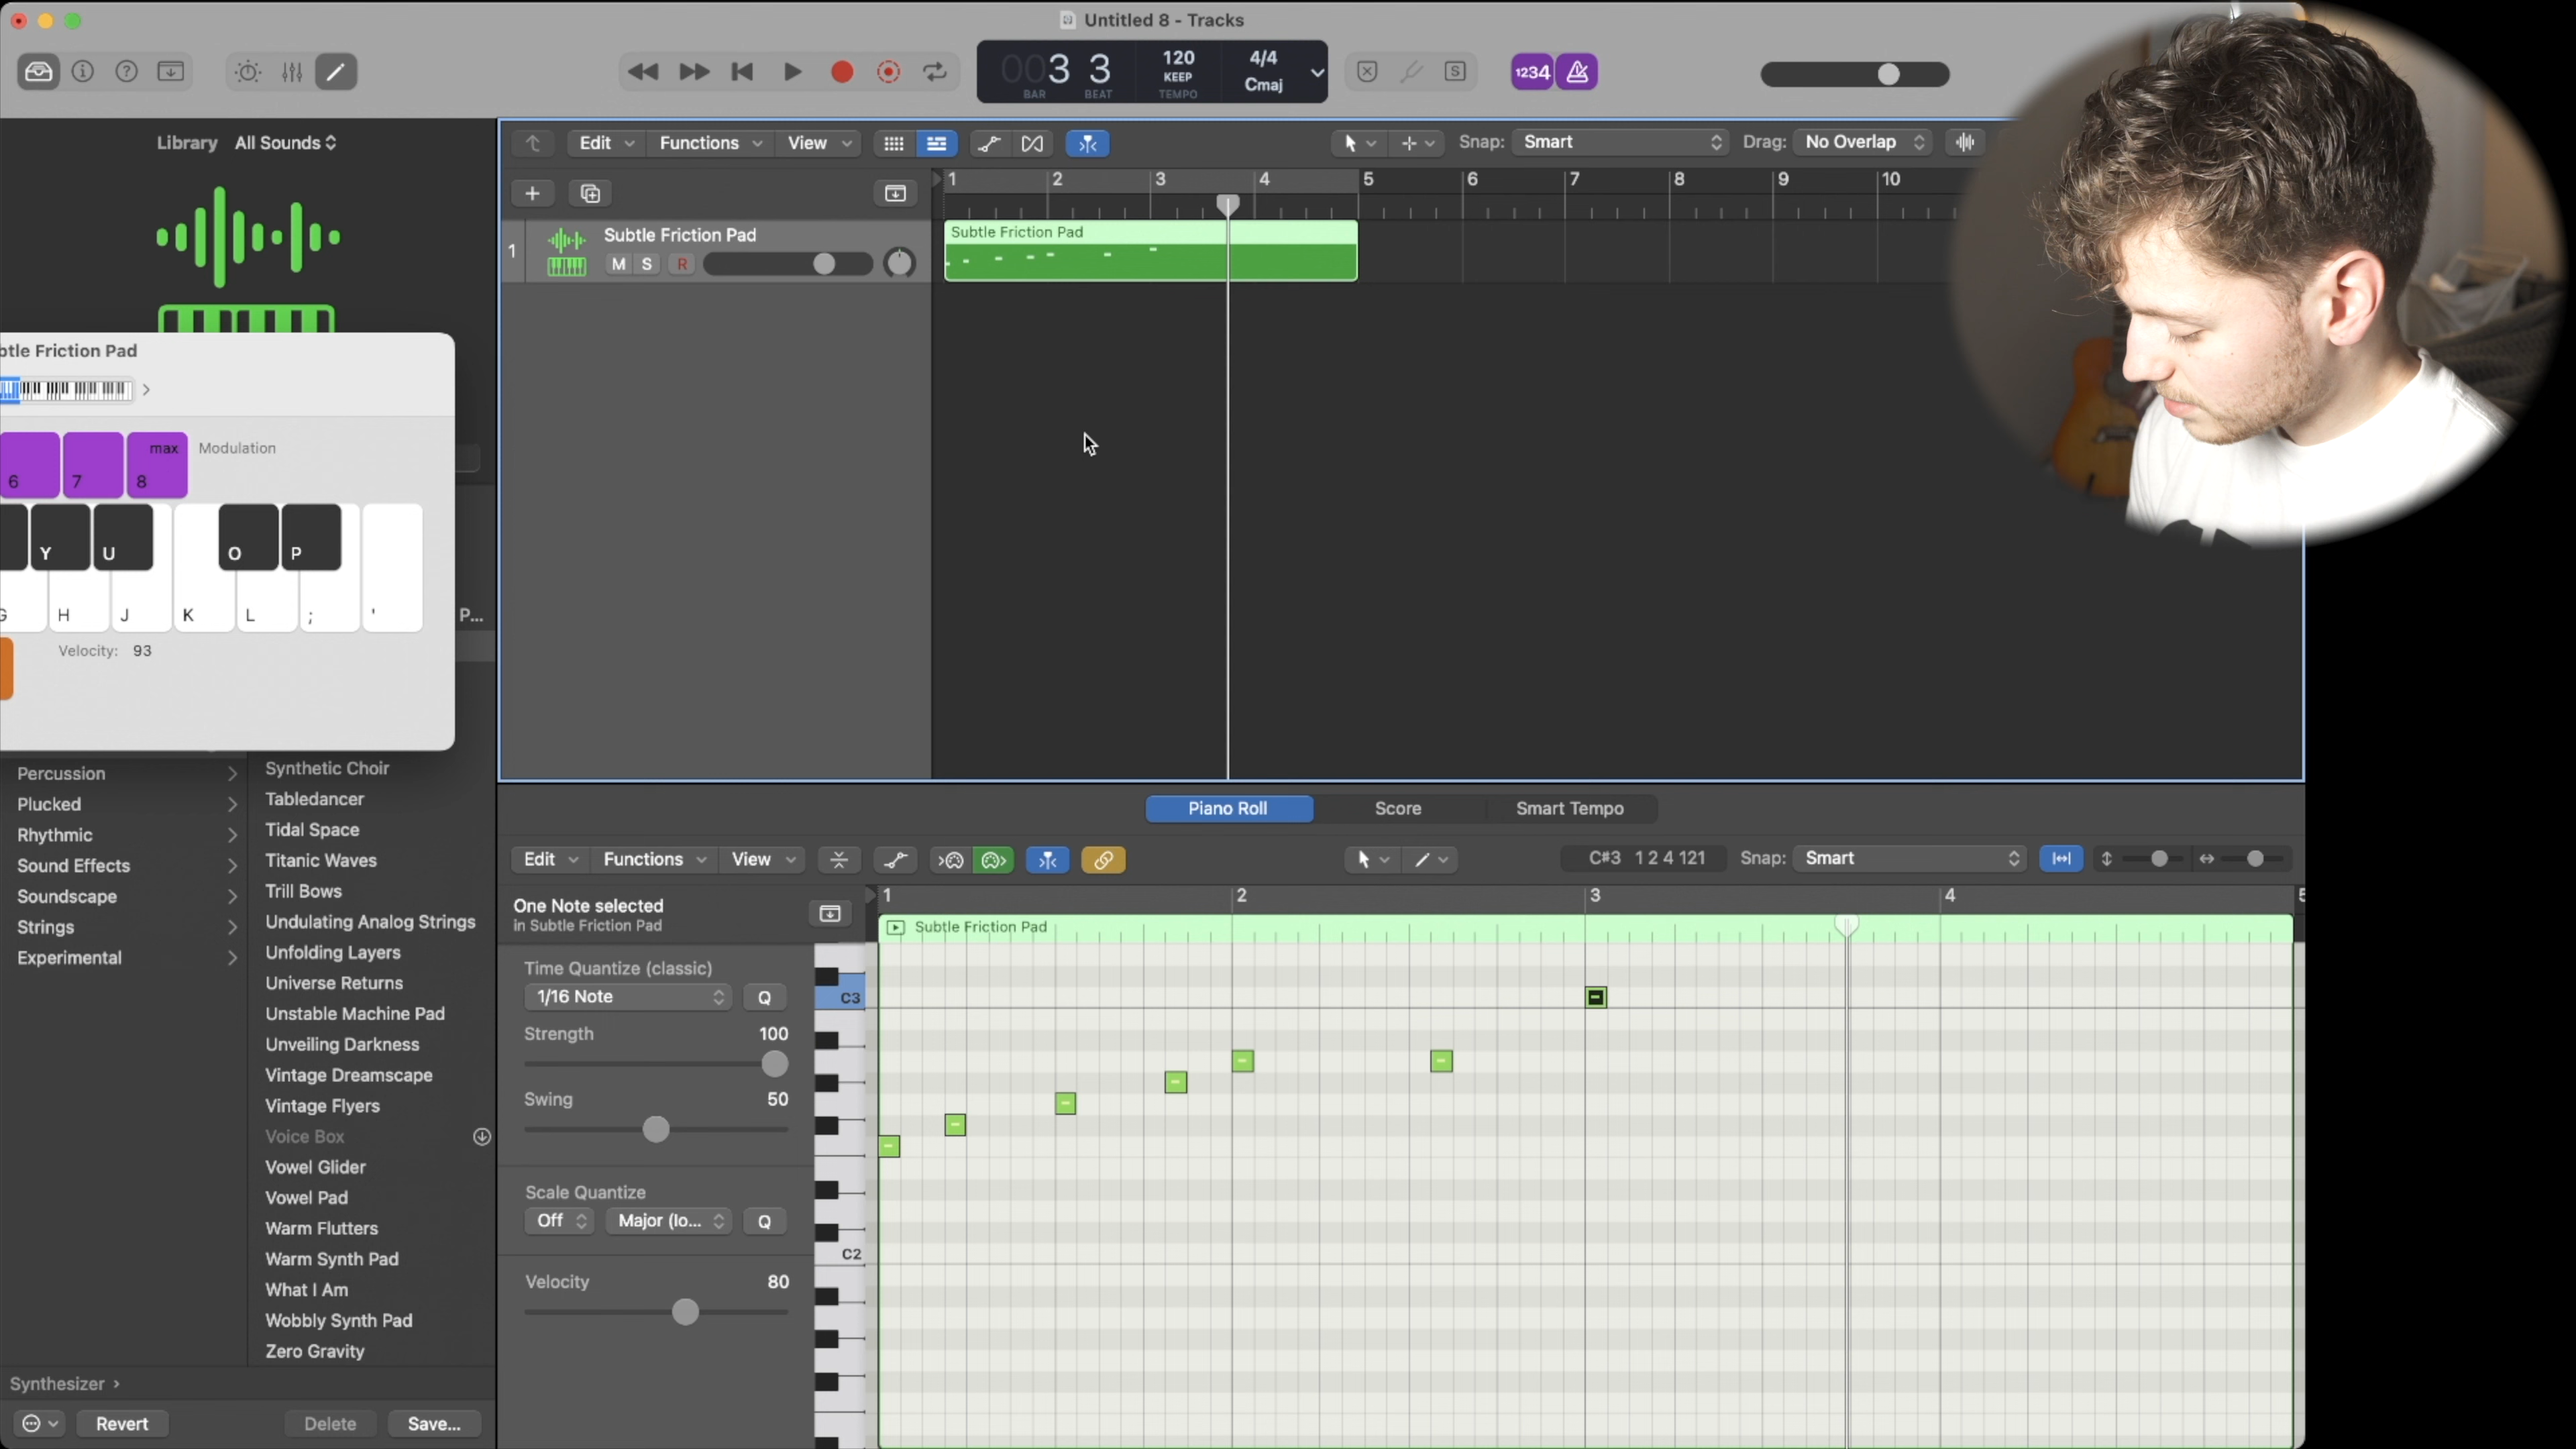 Untitled 8 - Tracks
3 3
BAR BEAT
120
KEEP
TEMPO
4/4
Cmaj
S
1234
Library All Sounds
Edit Functions View
Snap: Smart
Drag: No Overlap
1 2 3 4 5 6 7 8 9 10
1
Subtle Friction Pad
M S R
Subtle Friction Pad
btle Friction Pad
6 7 8 max Modulation
Y U O P
G H J K L ; '
P...
Velocity: 93
Percussion
Plucked
Rhythmic
Sound Effects
Soundscape
Strings
Experimental
Synthetic Choir
Tabledancer
Tidal Space
Titanic Waves
Trill Bows
Undulating Analog Strings
Unfolding Layers
Universe Returns
Unstable Machine Pad
Unveiling Darkness
Vintage Dreamscape
Vintage Flyers
Voice Box
Vowel Glider
Vowel Pad
Warm Flutters
Warm Synth Pad
What I Am
Wobbly Synth Pad
Zero Gravity
Synthesizer
Revert Delete Save...
Piano Roll Score Smart Tempo
Edit Functions View
C#3 1 2 4 121
Snap: Smart
1 2 3 4 5
One Note selected
in Subtle Friction Pad
Subtle Friction Pad
Time Quantize (classic)
1/16 Note Q
Strength 100
Swing 50
Scale Quantize
Off Major (Io... Q
Velocity 80
C3
C2